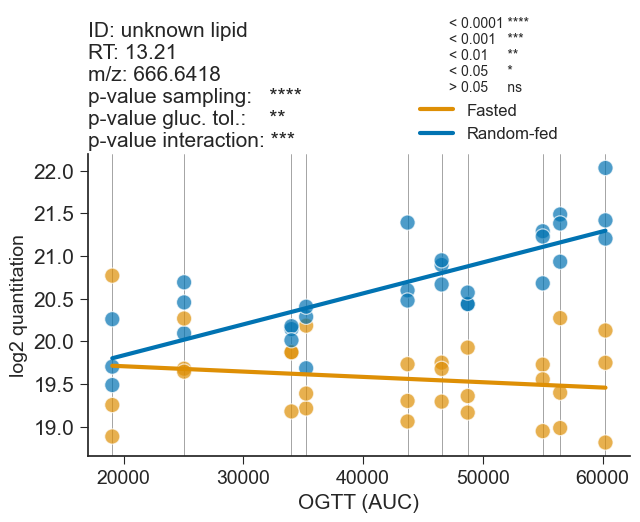 ID: unknown lipid
RT: 13.21
m/z: 666.6418
p-value sampling: ****
p-value gluc. tol.: **
p-value interaction: ***
< 0.0001 ****
< 0.001 ***
< 0.01 **
< 0.05 *
> 0.05 ns
Fasted
Random-fed
log2 quantitation
22.0
21.5
21.0
20.5
20.0
19.5
19.0
20000 30000 40000 50000 60000
OGTT (AUC)